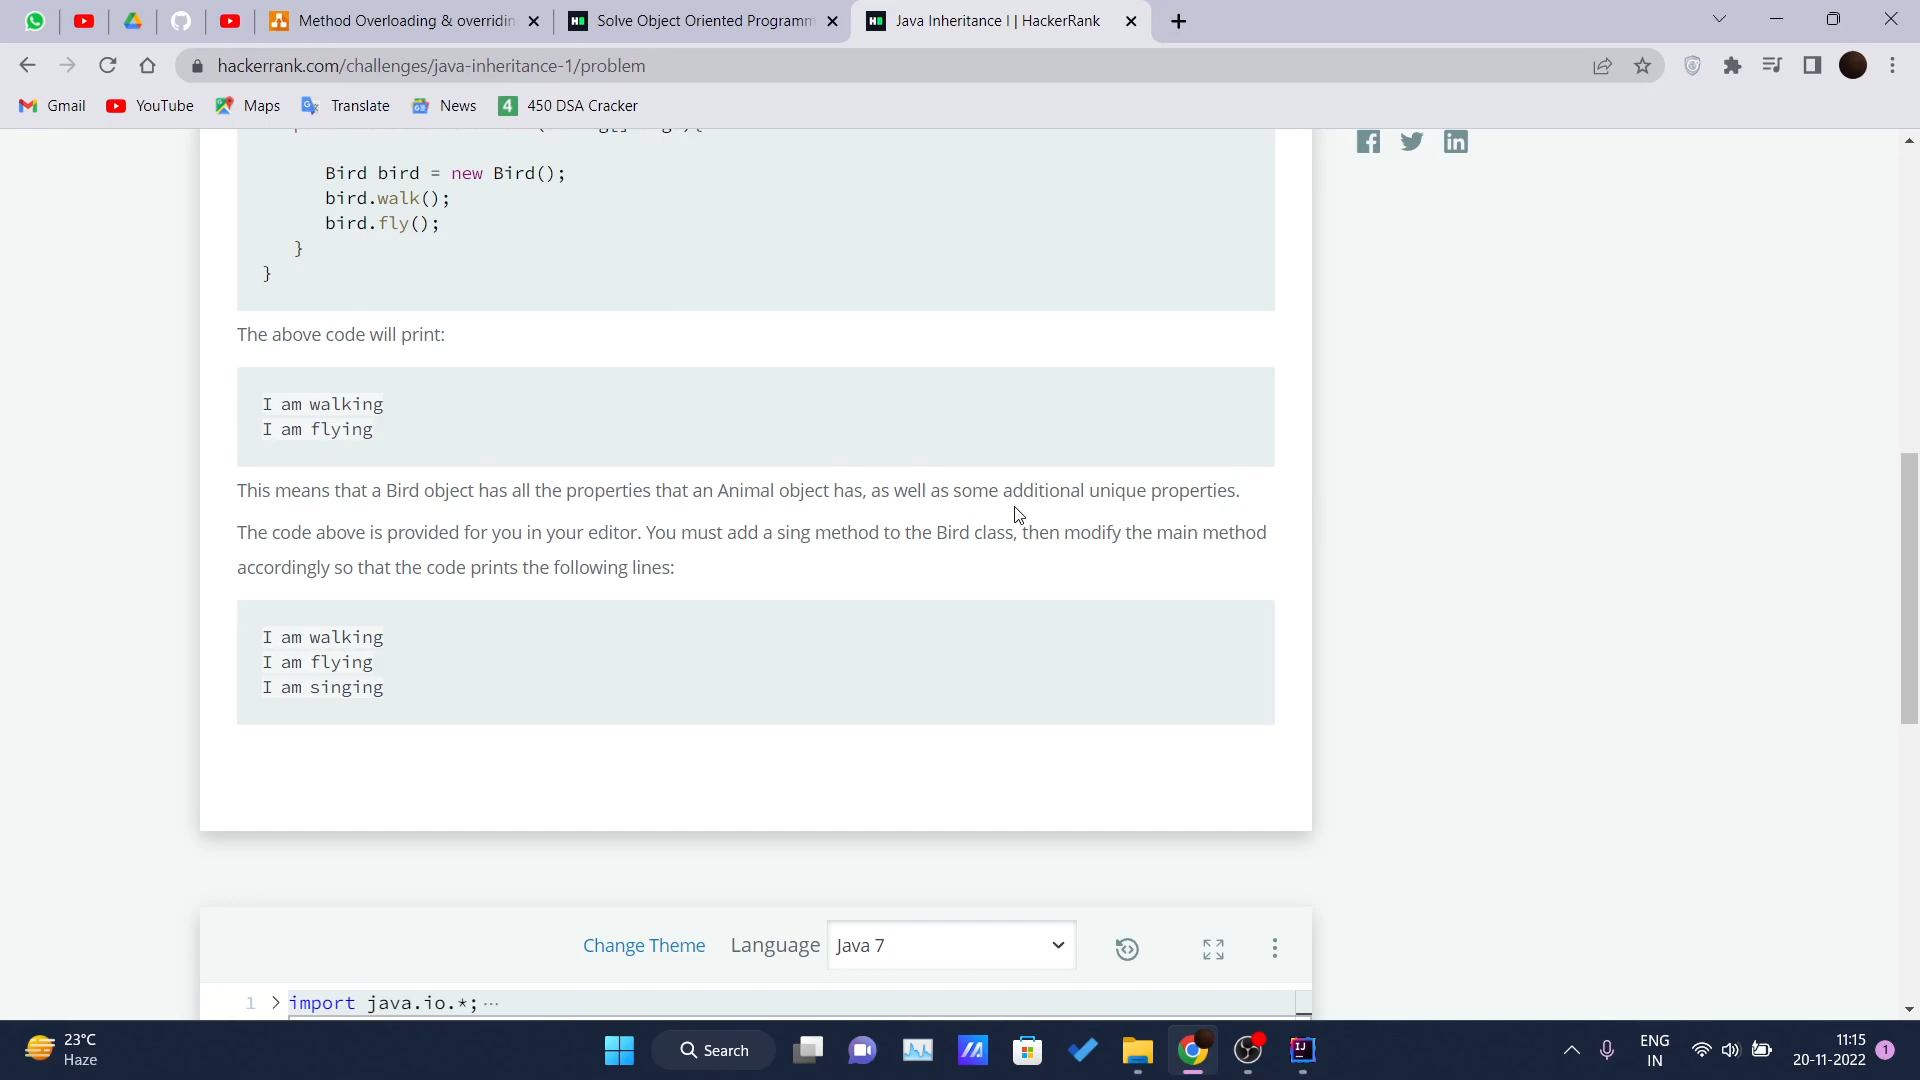 Method Overloading & overridin
Solve Object Oriented Programm
Java Inheritance I | HackerRank
hackerrank.com/challenges/java-inheritance-1/problem
Gmail
YouTube
Maps
Translate
News
4
450 DSA Cracker
Bird bird = new Bird();
bird.walk();
bird.fly();
}
}
The above code will print:
I am walking
I am flying
This means that a Bird object has all the properties that an Animal object has, as well as some additional unique properties.
The code above is provided for you in your editor. You must add a sing method to the Bird class, then modify the main method
accordingly so that the code prints the following lines:
I am walking
I am flying
I am singing
Change Theme
Language
Java 7
1
import java.io.*;···
23°C
Haze
Search
ENG
IN
11:15
20-11-2022
1